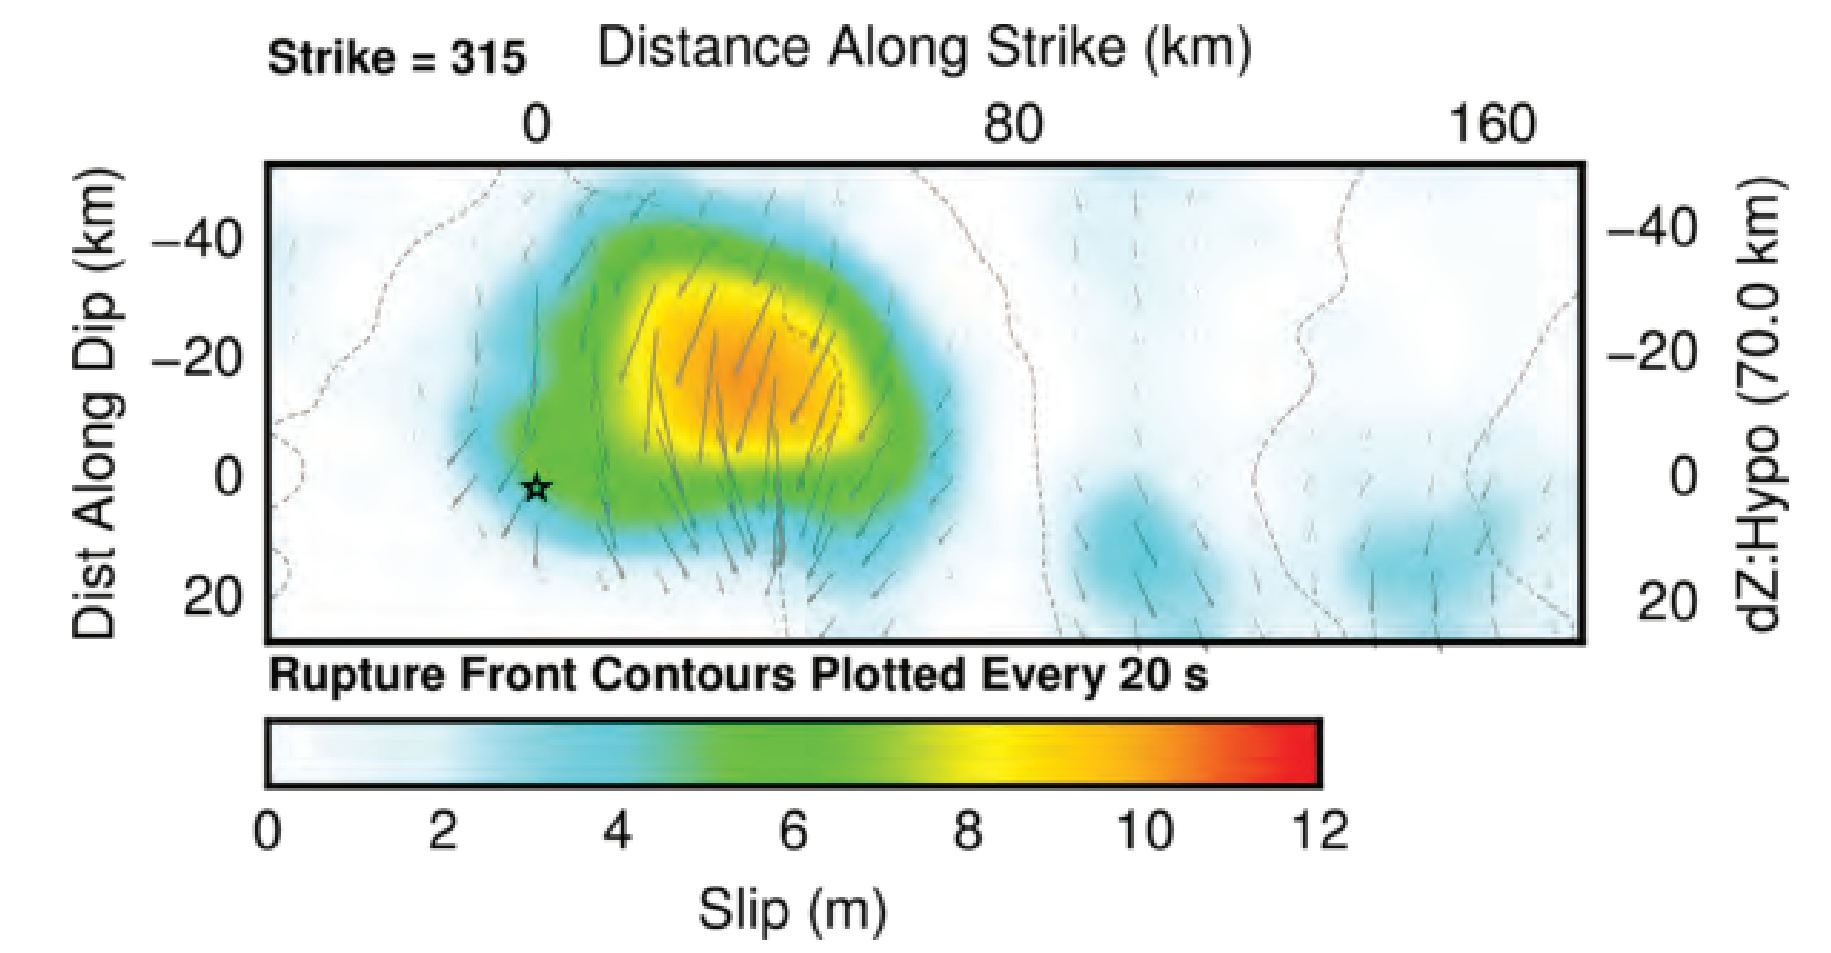 Strike = 315 Distance Along Strike (km)
0 80 160
Dist Along Dip (km)
−40
−20
0
20
−40
−20
0
20
dZ:Hypo (70.0 km)
Rupture Front Contours Plotted Every 20 s
0 2 4 6 8 10 12
Slip (m)